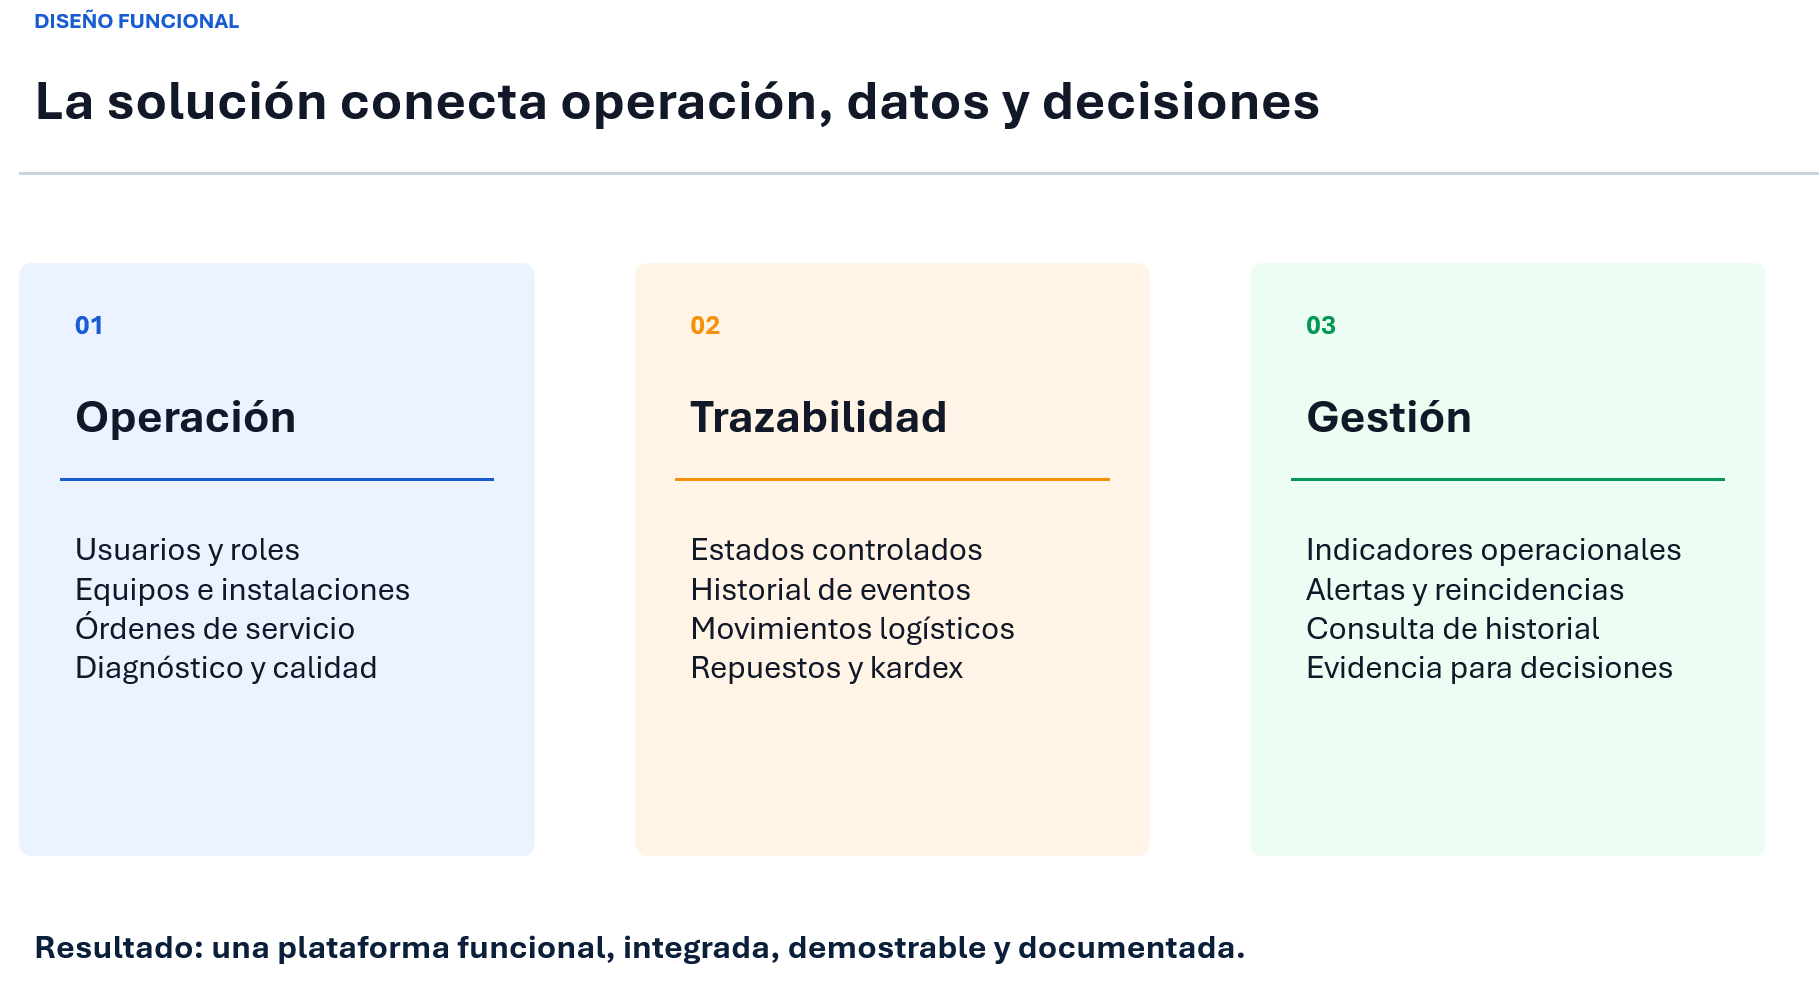 DISEÑO FUNCIONAL
La solución conecta operación, datos y decisiones
01
Operación
Usuarios y roles
Equipos e instalaciones
Órdenes de servicio
Diagnóstico y calidad
02
Trazabilidad
Estados controlados
Historial de eventos
Movimientos logísticos
Repuestos y kardex
03
Gestión
Indicadores operacionales
Alertas y reincidencias
Consulta de historial
Evidencia para decisiones
Resultado: una plataforma funcional, integrada, demostrable y documentada.